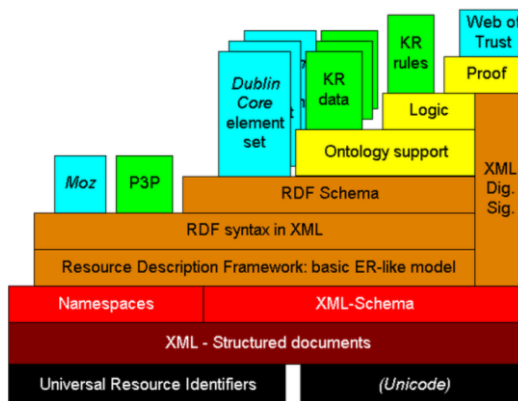 Web of
Trust
KR
rules
Proof
Dublin
Core
element
set
KR
data
Logic
Ontology support
XML
Dig.
Sig.
Moz
P3P
RDF Schema
RDF syntax in XML
Resource Description Framework: basic ER-like model
Namespaces
XML-Schema
XML - Structured documents
Universal Resource Identifiers
(Unicode)